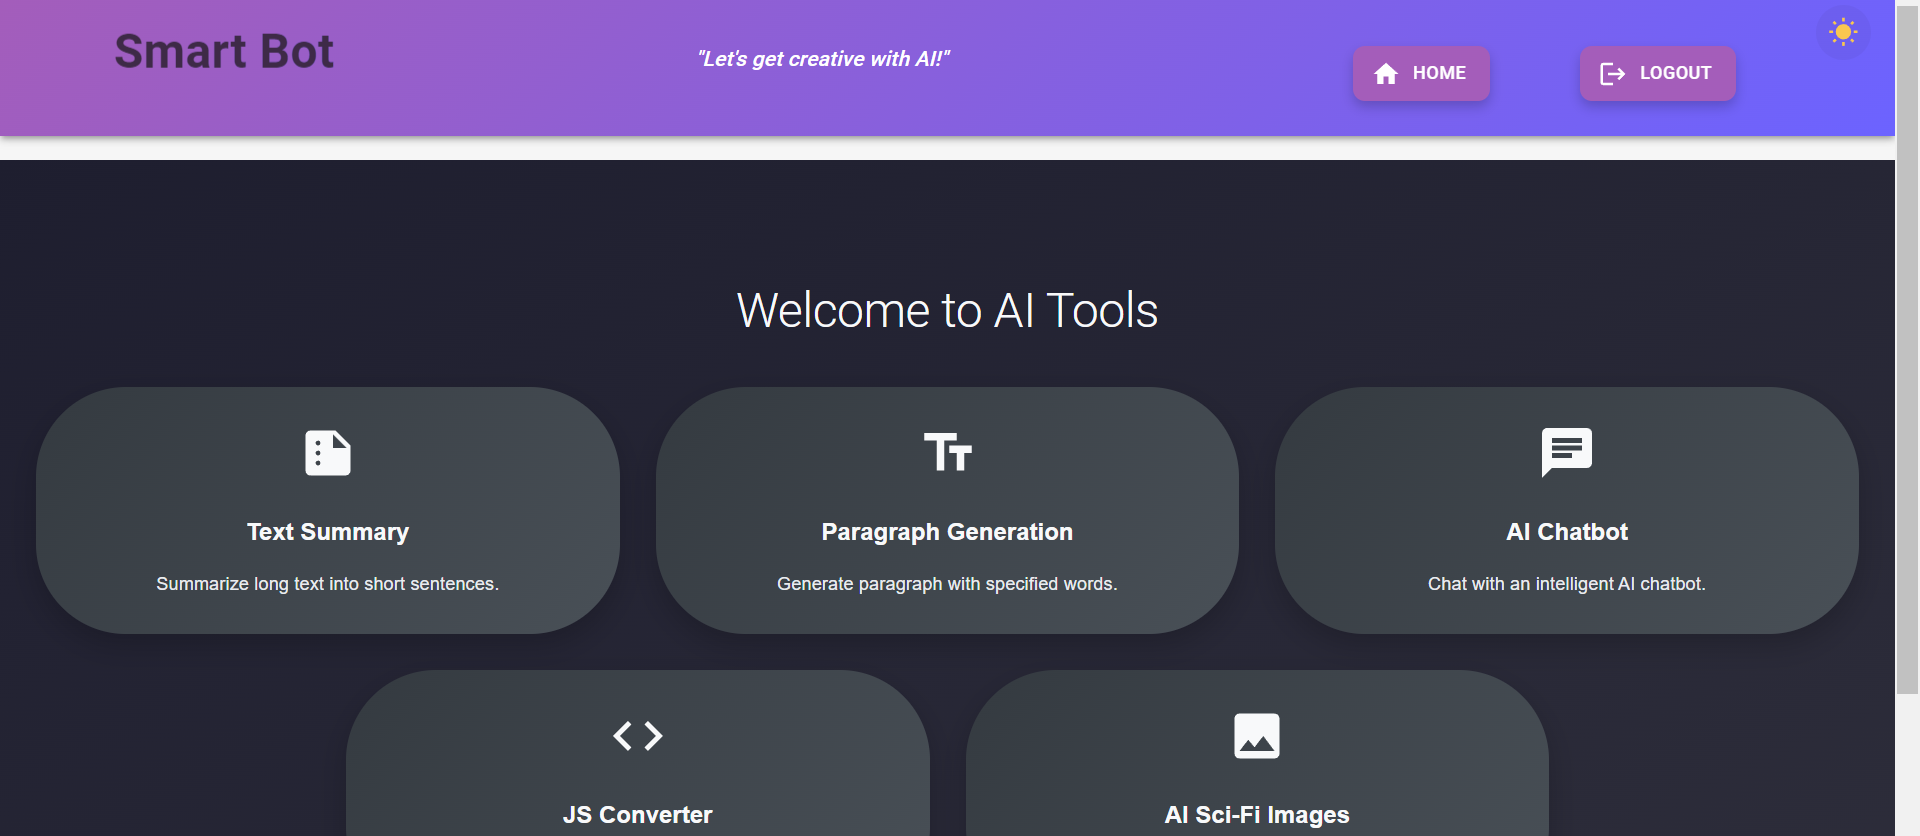 Smart Bot
"Let's get creative with AI!"
HOME
LOGOUT
Welcome to AI Tools
Text Summary
Summarize long text into short sentences.
Paragraph Generation
Generate paragraph with specified words.
AI Chatbot
Chat with an intelligent AI chatbot.
JS Converter
AI Sci-Fi Images